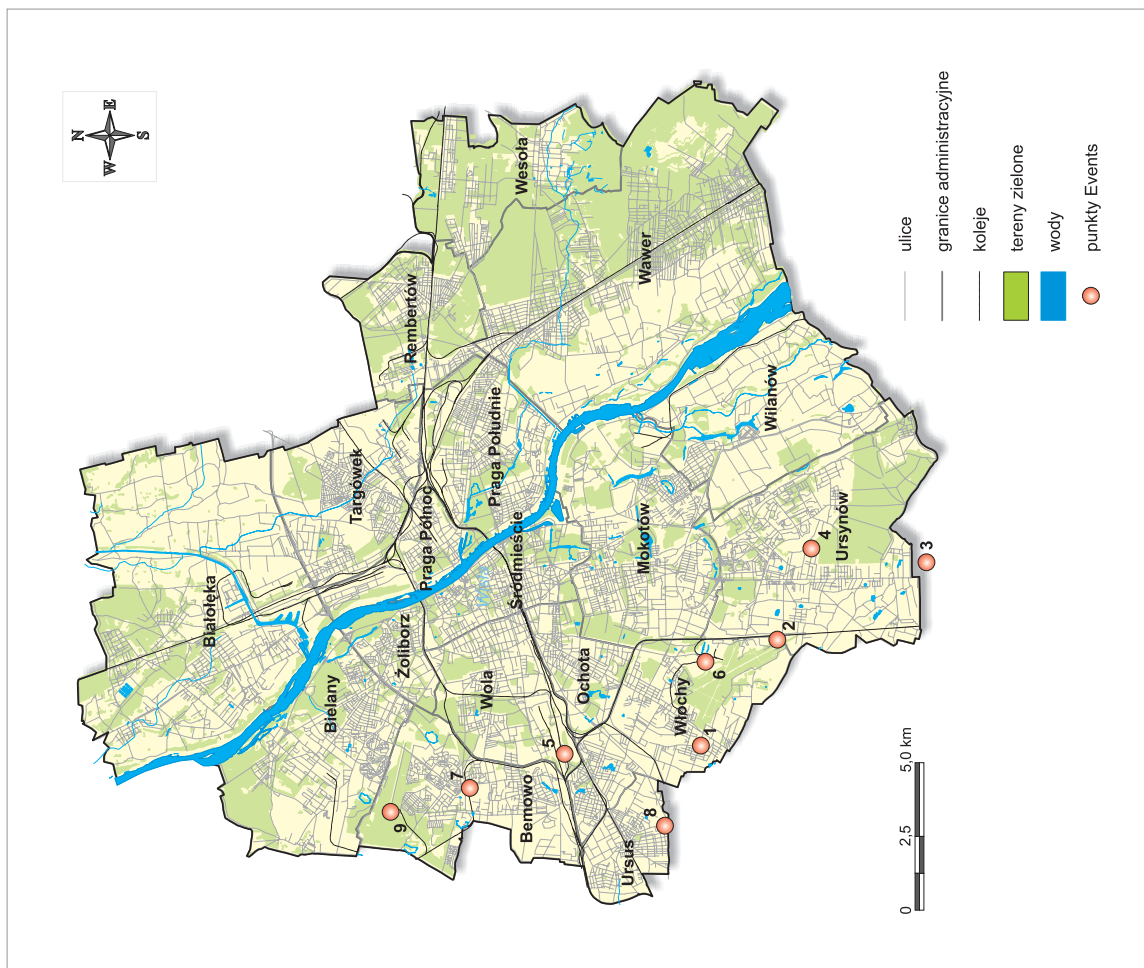 N
W E
S
Białołęka
Targówek
Rembertów
Wesoła
Bielany
Żoliborz
Praga Północ
Praga Południe
Śródmieście
Wawer
Wola
Bemowo
Ochota
Mokotów
Wilanów
Ursus
Włochy
Ursynów
9
7
5
8
1
6
2
4
3
ulice
granice administracyjne
koleje
tereny zielone
wody
punkty Events
0 2,5 5,0 km